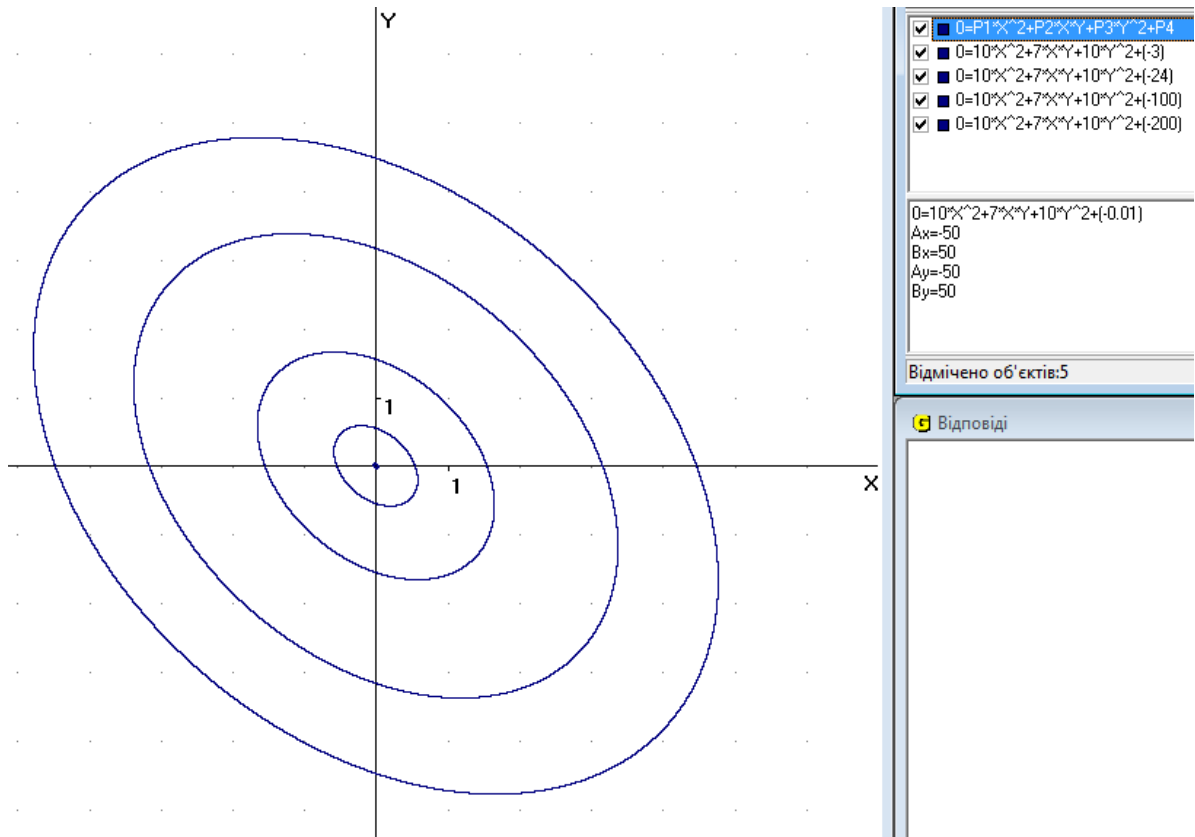 Y
1
1
X
0=P1*X^2+P2*X*Y+P3*Y^2+P4
0=10*X^2+7*X*Y+10*Y^2+(-3)
0=10*X^2+7*X*Y+10*Y^2+(-24)
0=10*X^2+7*X*Y+10*Y^2+(-100)
0=10*X^2+7*X*Y+10*Y^2+(-200)
0=10*X^2+7*X*Y+10*Y^2+(-0.01)
Ax=-50
Bx=50
Ay=-50
By=50
Відмічено об'єктів:5
G Відповіді